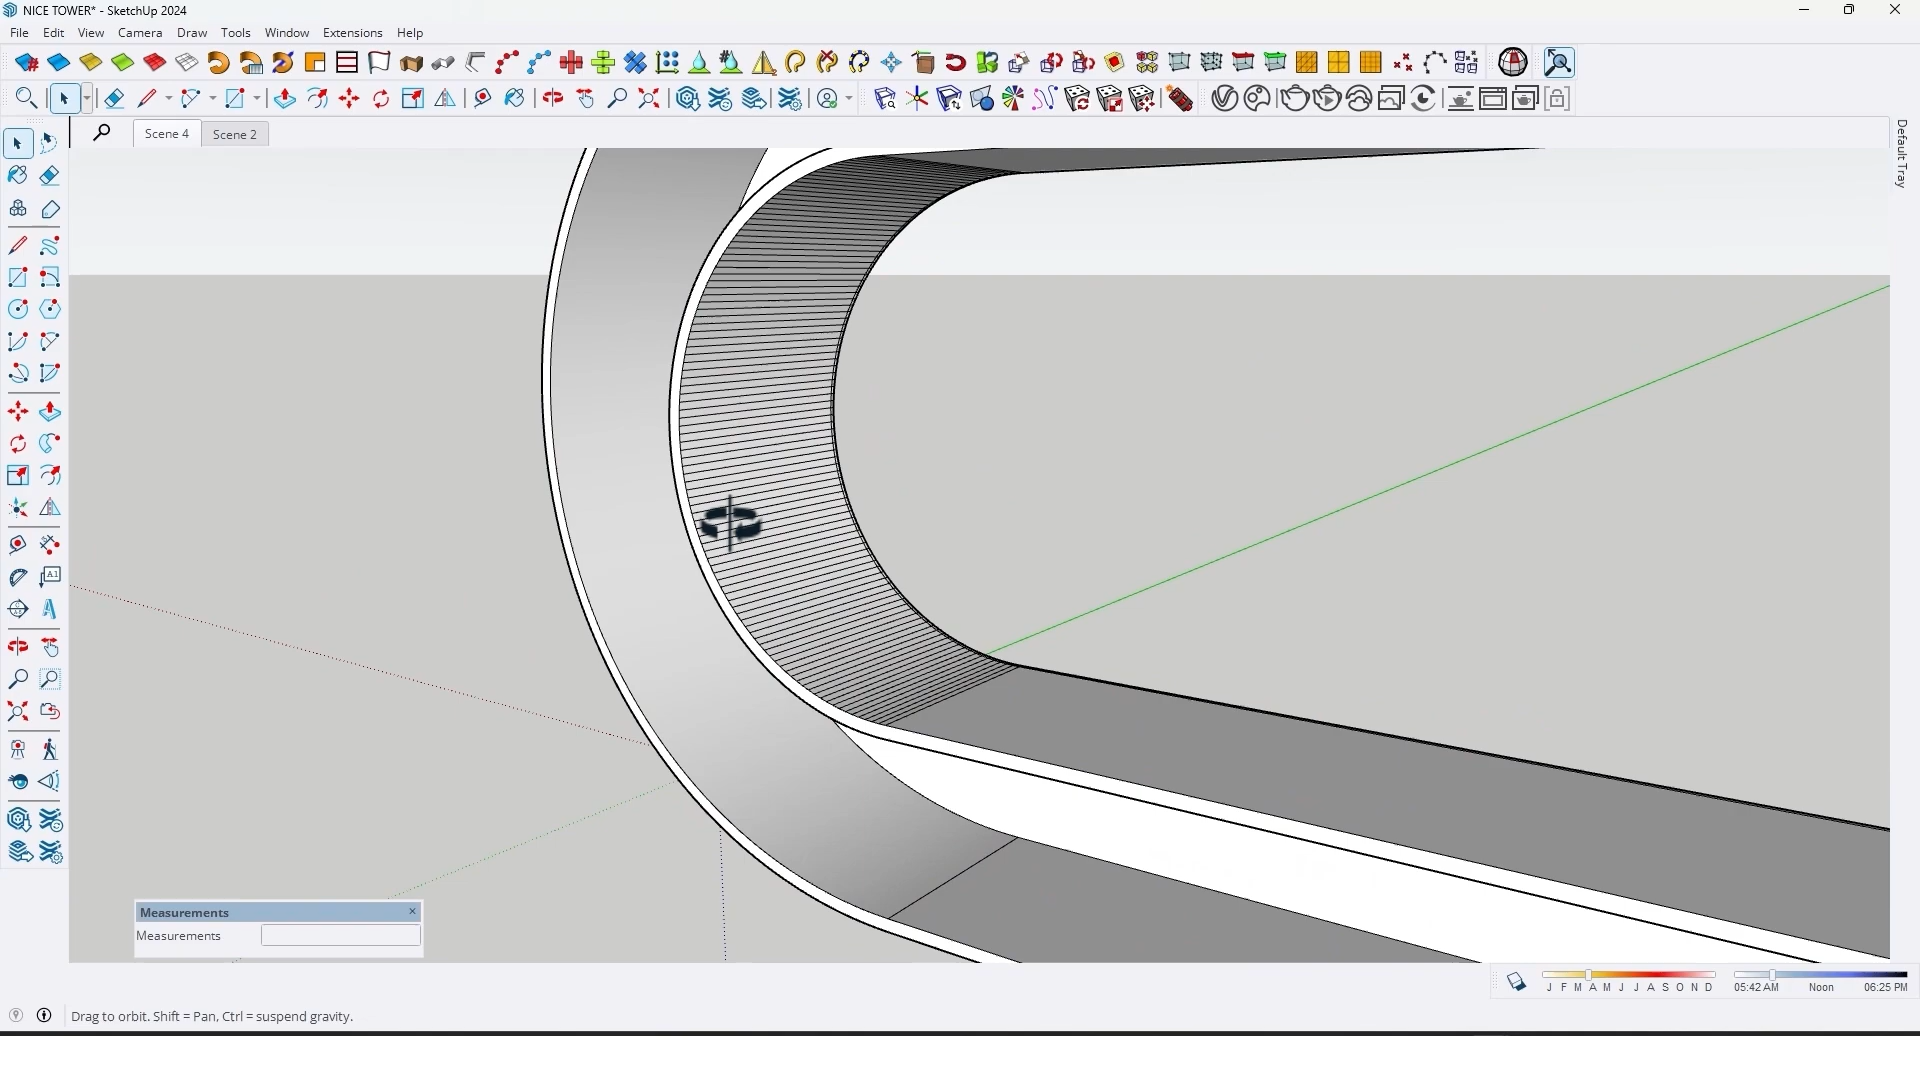 NICE TOWER* - SketchUp 2024
File Edit View Camera Draw Tools Window Extensions Help
Scene 4 Scene 2
Default Tray
A1
Measurements ×
Measurements
J F M A M J J A S O N D 05:42 AM Noon 06:25 PM
Drag to orbit. Shift = Pan, Ctrl = suspend gravity.